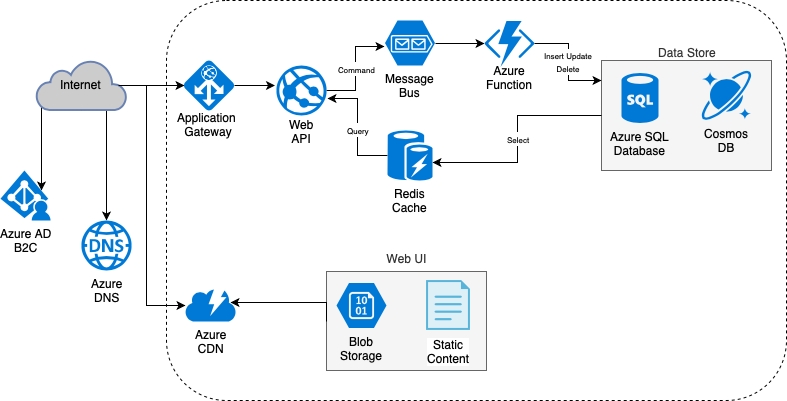 Internet
Application
Gateway
Web
API
Command
Message
Bus
Azure
Function
Insert Update
Delete
Data Store
SQL
Azure SQL
Database
Cosmos
DB
Query
Select
Redis
Cache
Azure AD
B2C
DNS
Azure
DNS
Azure
CDN
Web UI
10
01
Blob
Storage
Static
Content